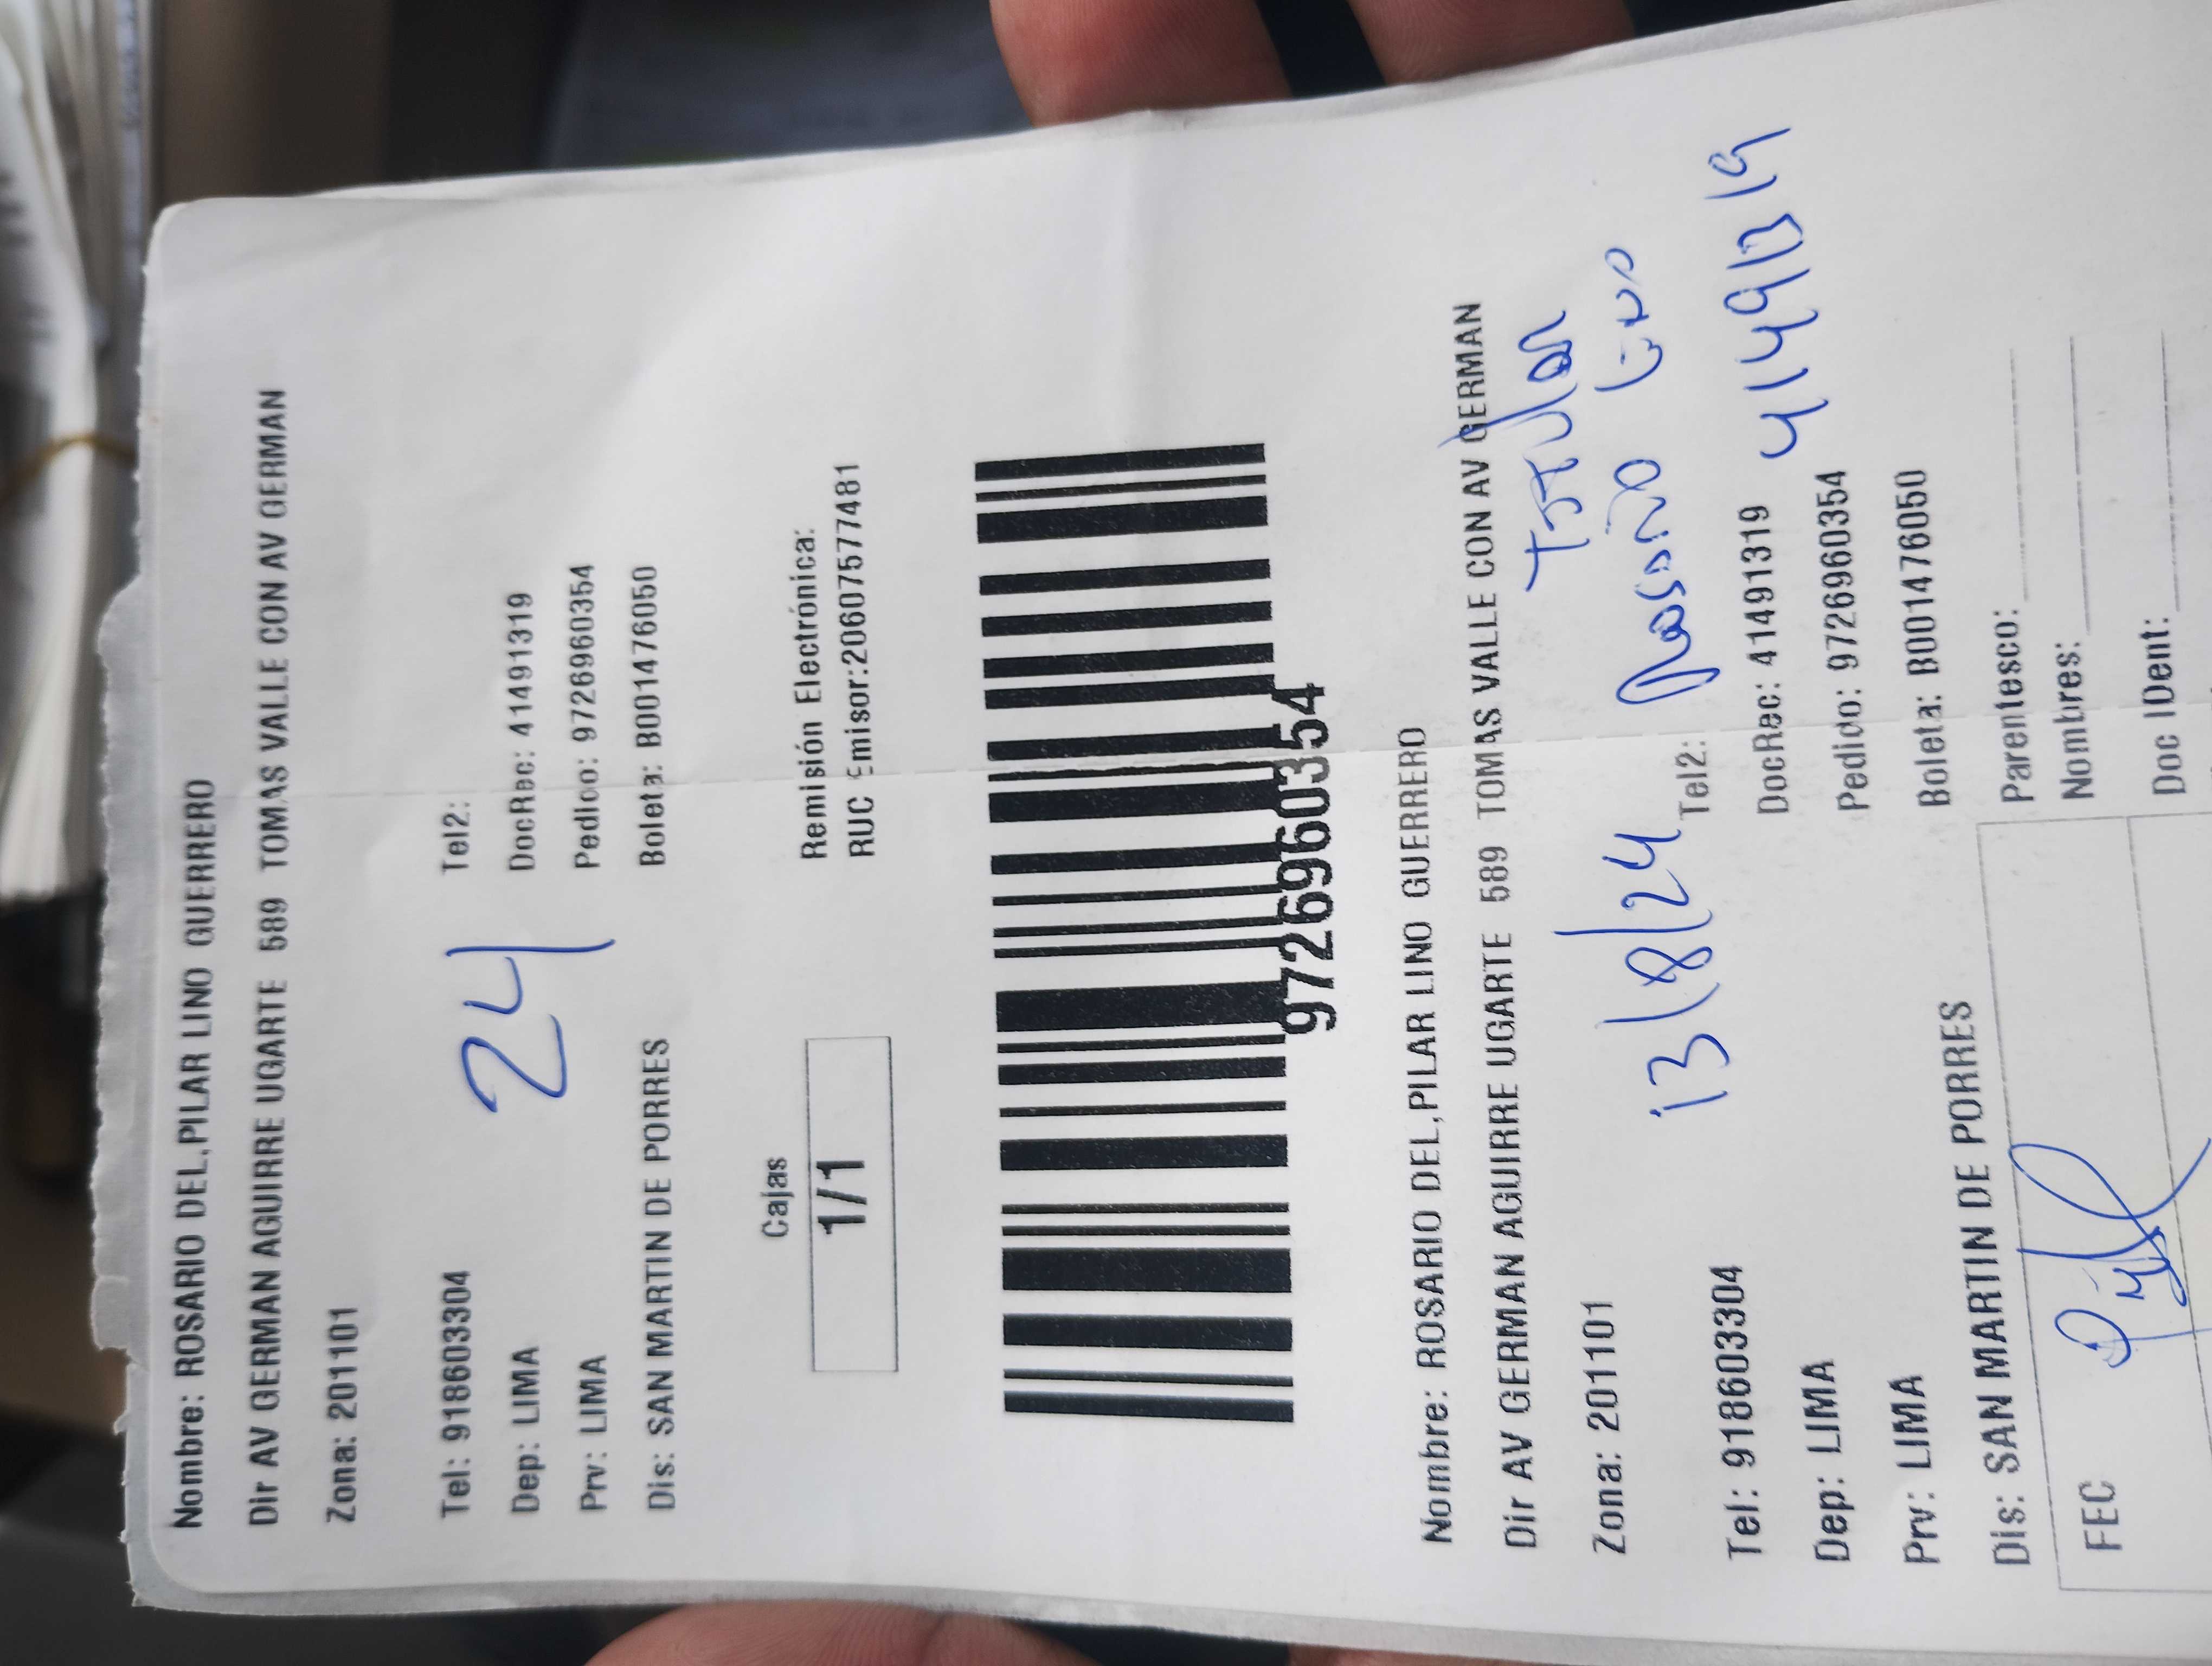 Nombre: ROSARIO DEL,PILAR LINO GUERRERO
Dir AV GERMAN AGUIRRE UGARTE 589 TOMAS VALLE CON AV GERMAN
Zona: 201101
Tel: 918603304 Tel2:
24
Dep: LIMA DocRec: 41491319
Prv: LIMA Pedido: 9726960354
Dis: SAN MARTIN DE PORRES Boleta: B001476050
Cajas Remisión Electrónica:
1/1 RUC Emisor:20607577481
9726960354
Nombre: ROSARIO DEL,PILAR LINO GUERRERO
Dir AV GERMAN AGUIRRE UGARTE 589 TOMAS VALLE CON AV GERMAN
Zona: 201101
13/8/24 Rosario Lino
Tel: 918603304 Tel2:
Dep: LIMA DocRec: 41491319 41491319
Prv: LIMA Pedido: 9726960354
Dis: SAN MARTIN DE PORRES Boleta: B001476050
FEC Parentesco:
Nombres:
Doc IDent: